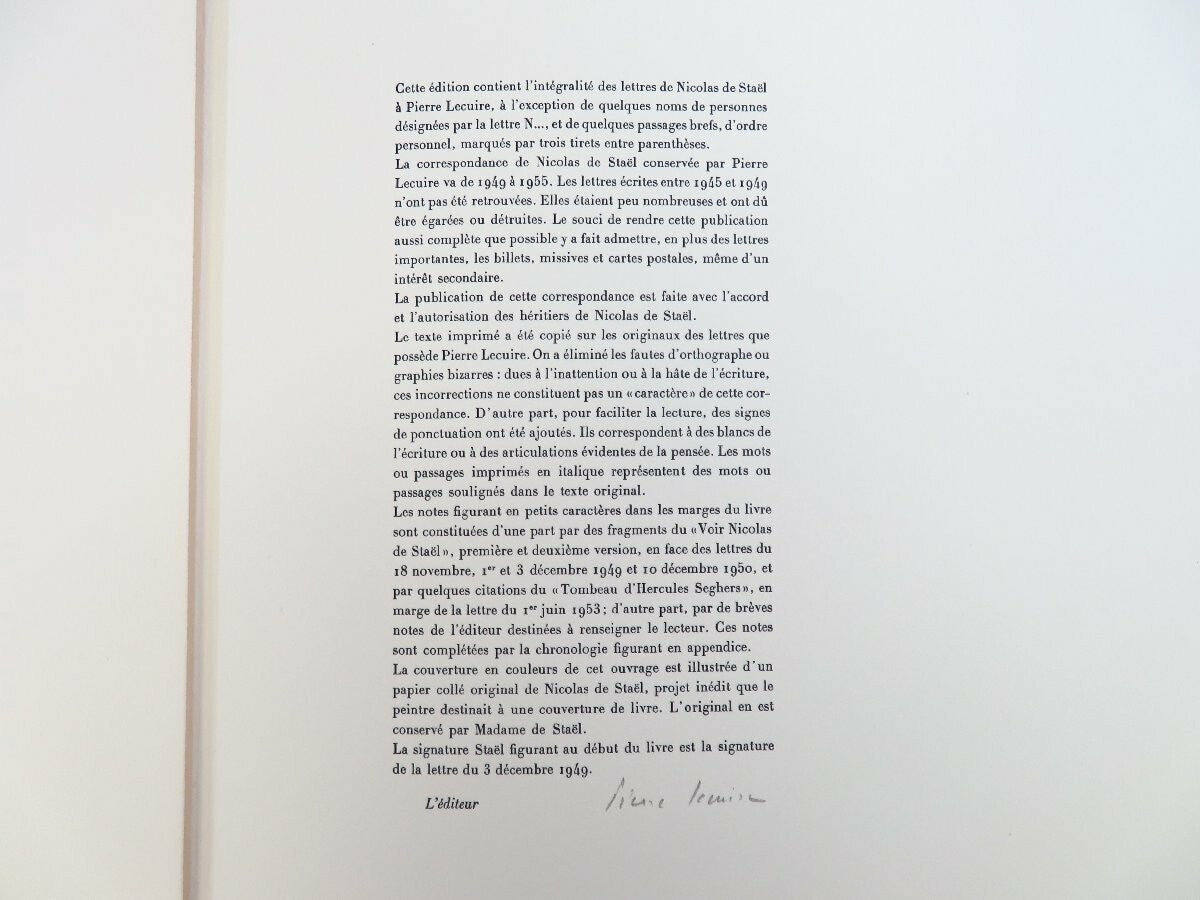 Cette édition contient l'intégralité des lettres de Nicolas de Staël
à Pierre Lecuire, à l'exception de quelques noms de personnes
désignées par la lettre N..., et de quelques passages brefs, d'ordre
personnel, marqués par trois tirets entre parenthèses.
La correspondance de Nicolas de Staël conservée par Pierre
Lecuire va de 1949 à 1955. Les lettres écrites entre 1945 et 1949
n'ont pas été retrouvées. Elles étaient peu nombreuses et ont dû
être égarées ou détruites. Le souci de rendre cette publication
aussi complète que possible y a fait admettre, en plus des lettres
importantes, les billets, missives et cartes postales, même d'un
intérêt secondaire.
La publication de cette correspondance est faite avec l'accord
et l'autorisation des héritiers de Nicolas de Staël.
Le texte imprimé a été copié sur les originaux des lettres que
possède Pierre Lecuire. On a éliminé les fautes d'orthographe ou
graphies bizarres : dues à l'inattention ou à la hâte de l'écriture,
ces incorrections ne constituent pas un «caractère» de cette cor-
respondance. D'autre part, pour faciliter la lecture, des signes
de ponctuation ont été ajoutés. Ils correspondent à des blancs de
l'écriture ou à des articulations évidentes de la pensée. Les mots
ou passages imprimés en italique représentent des mots ou
passages soulignés dans le texte original.
Les notes figurant en petits caractères dans les marges du livre
sont constituées d'une part par des fragments du «Voir Nicolas
de Staël», première et deuxième version, en face des lettres du
18 novembre, 1er et 3 décembre 1949 et 10 décembre 1950, et
par quelques citations du «Tombeau d'Hercules Seghers», en
marge de la lettre du 1er juin 1953; d'autre part, par de brèves
notes de l'éditeur destinées à renseigner le lecteur. Ces notes
sont complétées par la chronologie figurant en appendice.
La couverture en couleurs de cet ouvrage est illustrée d'un
papier collé original de Nicolas de Staël, projet inédit que le
peintre destinait à une couverture de livre. L'original en est
conservé par Madame de Staël.
La signature Staël figurant au début du livre est la signature
de la lettre du 3 décembre 1949.
L'éditeur Pierre Lecuire